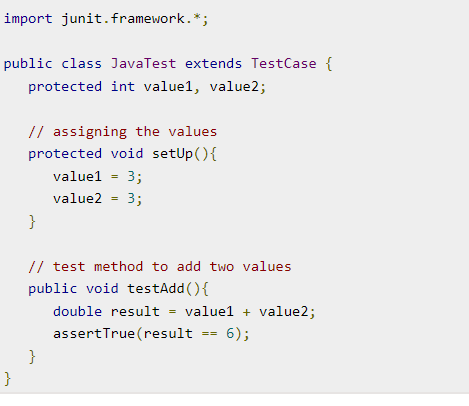 import junit.framework.*;

public class JavaTest extends TestCase {
   protected int value1, value2;

   // assigning the values
   protected void setUp(){
      value1 = 3;
      value2 = 3;
   }

   // test method to add two values
   public void testAdd(){
      double result = value1 + value2;
      assertTrue(result == 6);
   }
}